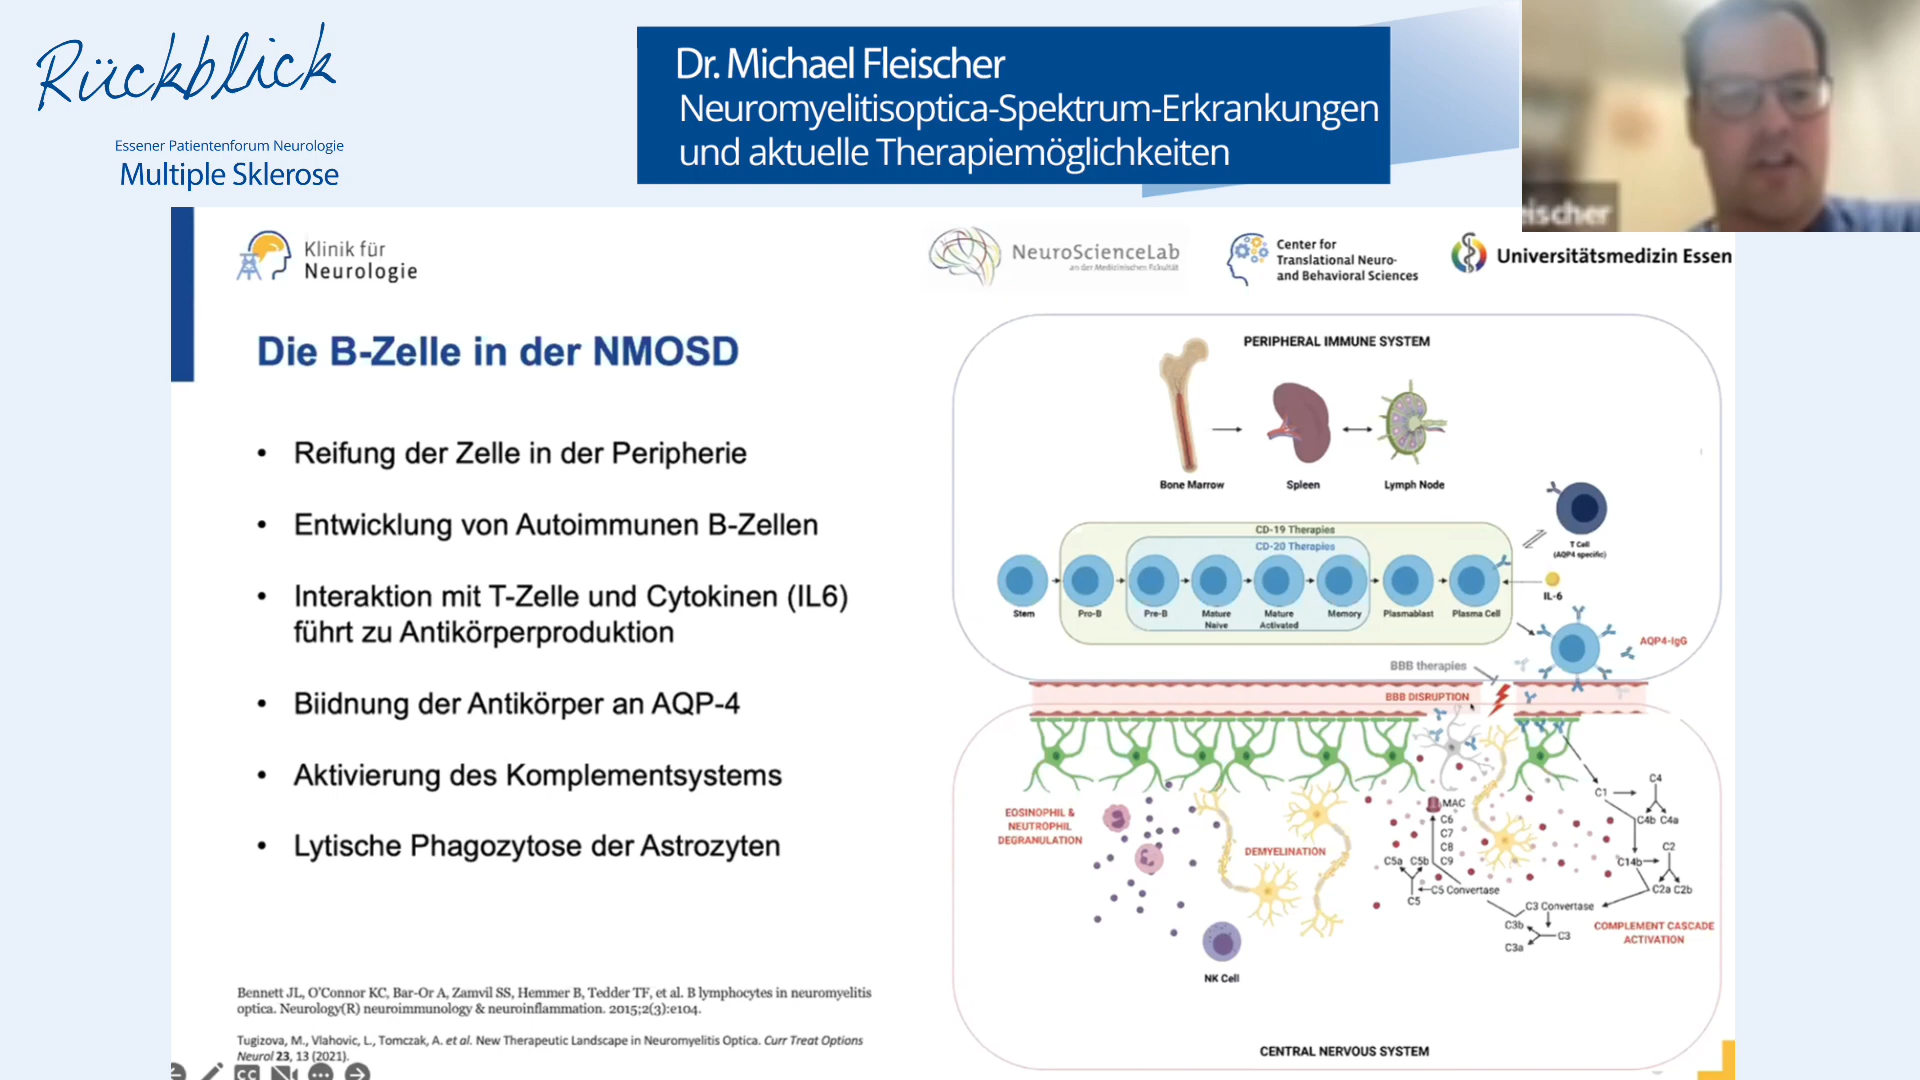 Rückblick
Essener Patientenforum Neurologie
Multiple Sklerose
Dr. Michael Fleischer
Neuromyelitisoptica-Spektrum-Erkrankungen
und aktuelle Therapiemöglichkeiten
ischer
Klinik für
Neurologie
NeuroScienceLab
an der Medizinischen Fakultät
Center for
Translational Neuro-
and Behavioral Sciences
Universitätsmedizin Essen
Die B-Zelle in der NMOSD
• Reifung der Zelle in der Peripherie
• Entwicklung von Autoimmunen B-Zellen
• Interaktion mit T-Zelle und Cytokinen (IL6)
führt zu Antikörperproduktion
• Biidnung der Antikörper an AQP-4
• Aktivierung des Komplementsystems
• Lytische Phagozytose der Astrozyten
Bennett JL, O'Connor KC, Bar-Or A, Zamvil SS, Hemmer B, Tedder TF, et al. B lymphocytes in neuromyelitis
optica. Neurology(R) neuroimmunology & neuroinflammation. 2015;2(3):e104.
Tugizova, M., Vlahovic, L., Tomczak, A. et al. New Therapeutic Landscape in Neuromyelitis Optica. Curr Treat Options
Neurol 23, 13 (2021).
CC
PERIPHERAL IMMUNE SYSTEM
Bone Marrow
Spleen
Lymph Node
T Cell
(AQP4 specific)
CD-19 Therapies
CD-20 Therapies
IL-6
Stem
Pro-B
Pre-B
Mature
Naive
Mature
Activated
Memory
Plasmablast
Plasma Cell
AQP4-IgG
BBB therapies
BBB DISRUPTION
EOSINOPHIL &
NEUTROPHIL
DEGRANULATION
DEMYELINATION
NK Cell
MAC
C6
C7
C8
C9
C5a C5b
C5
C5 Convertase
C1
C4
C4b C4a
C2
C14b
C2a C2b
C3 Convertase
C3b
C3
C3a
COMPLEMENT CASCADE
ACTIVATION
CENTRAL NERVOUS SYSTEM